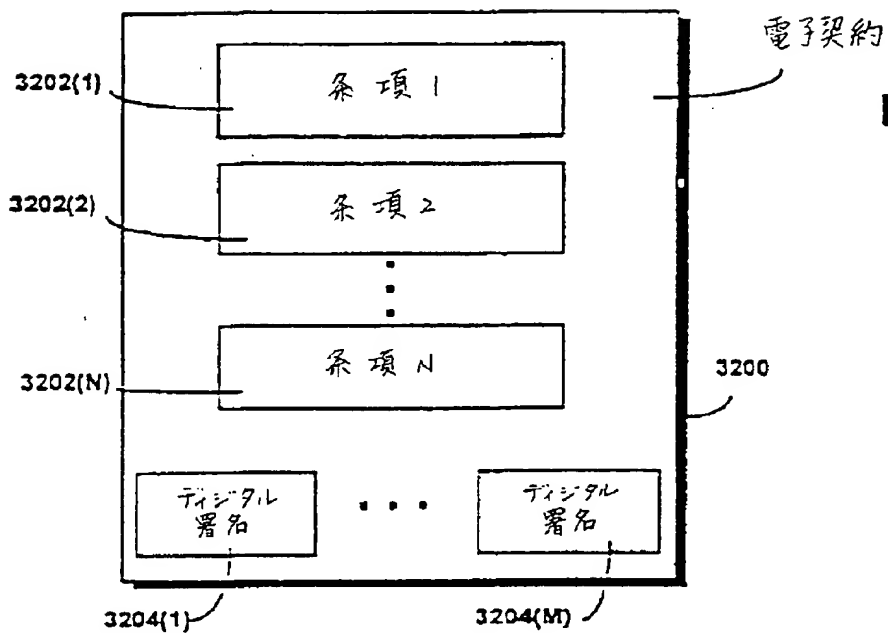 電子契約
3202(1)
条項1
3202(2)
条項2
3202(N)
条項N
3200
ディジタル
署名
ディジタル
署名
3204(1)
3204(M)